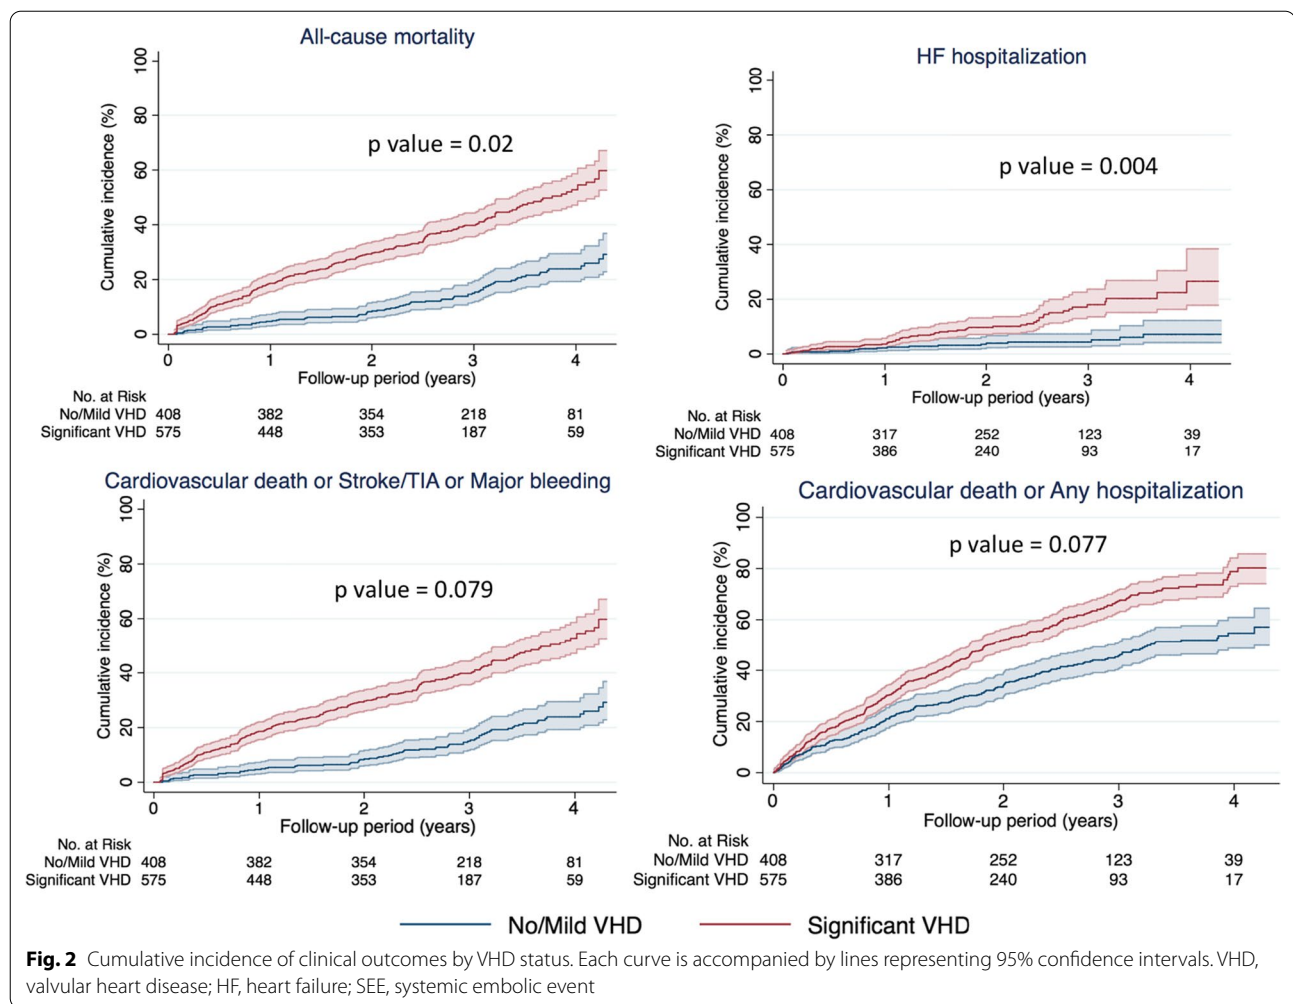 All-cause mortality
Cumulative incidence (%)
100
80
60
40
20
0
p value = 0.02
0 1 2 3 4
Follow-up period (years)
No. at Risk
No/Mild VHD 408 382 354 218 81
Significant VHD 575 448 353 187 59
HF hospitalization
Cumulative incidence (%)
100
80
60
40
20
0
p value = 0.004
0 1 2 3 4
Follow-up period (years)
No. at Risk
No/Mild VHD 408 317 252 123 39
Significant VHD 575 386 240 93 17
Cardiovascular death or Stroke/TIA or Major bleeding
Cumulative incidence (%)
100
80
60
40
20
0
p value = 0.079
0 1 2 3 4
Follow-up period (years)
No. at Risk
No/Mild VHD 408 382 354 218 81
Significant VHD 575 448 353 187 59
Cardiovascular death or Any hospitalization
Cumulative incidence (%)
100
80
60
40
20
0
p value = 0.077
0 1 2 3 4
Follow-up period (years)
No. at Risk
No/Mild VHD 408 317 252 123 39
Significant VHD 575 386 240 93 17
No/Mild VHD Significant VHD
Fig. 2 Cumulative incidence of clinical outcomes by VHD status. Each curve is accompanied by lines representing 95% confidence intervals. VHD,
valvular heart disease; HF, heart failure; SEE, systemic embolic event